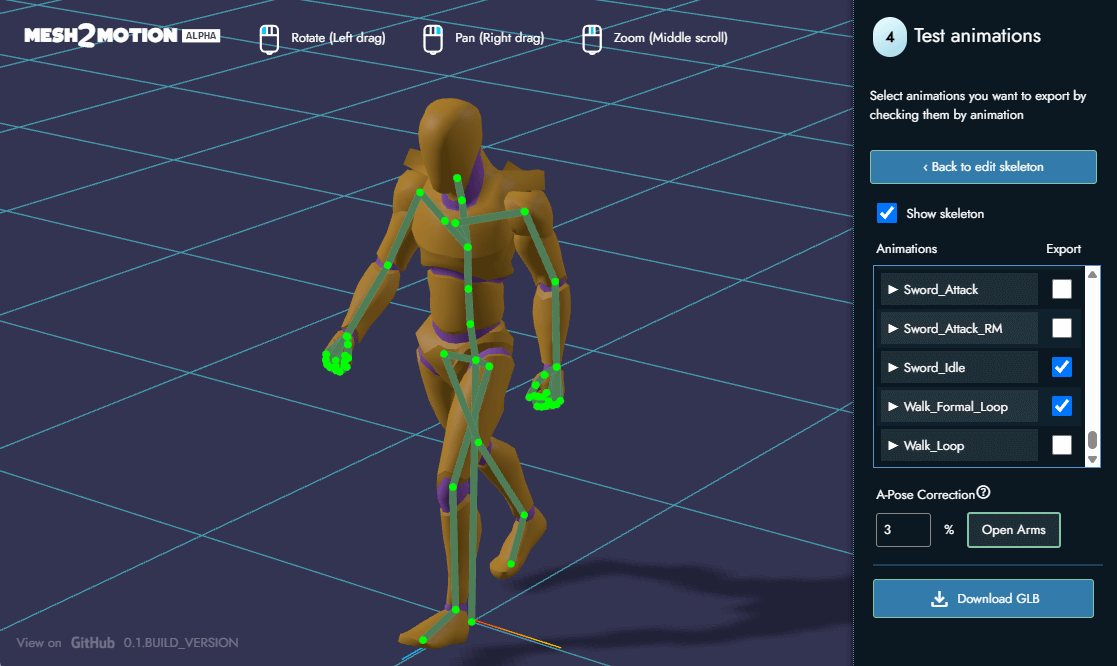 MESH2MOTION ALPHA
Rotate (Left drag)
Pan (Right drag)
Zoom (Middle scroll)
4 Test animations
Select animations you want to export by
checking them by animation
‹ Back to edit skeleton
Show skeleton
Animations Export
▶ Sword_Attack
▶ Sword_Attack_RM
▶ Sword_Idle
▶ Walk_Formal_Loop
▶ Walk_Loop
A-Pose Correction ?
3 % Open Arms
Download GLB
View on GitHub 0.1.BUILD_VERSION